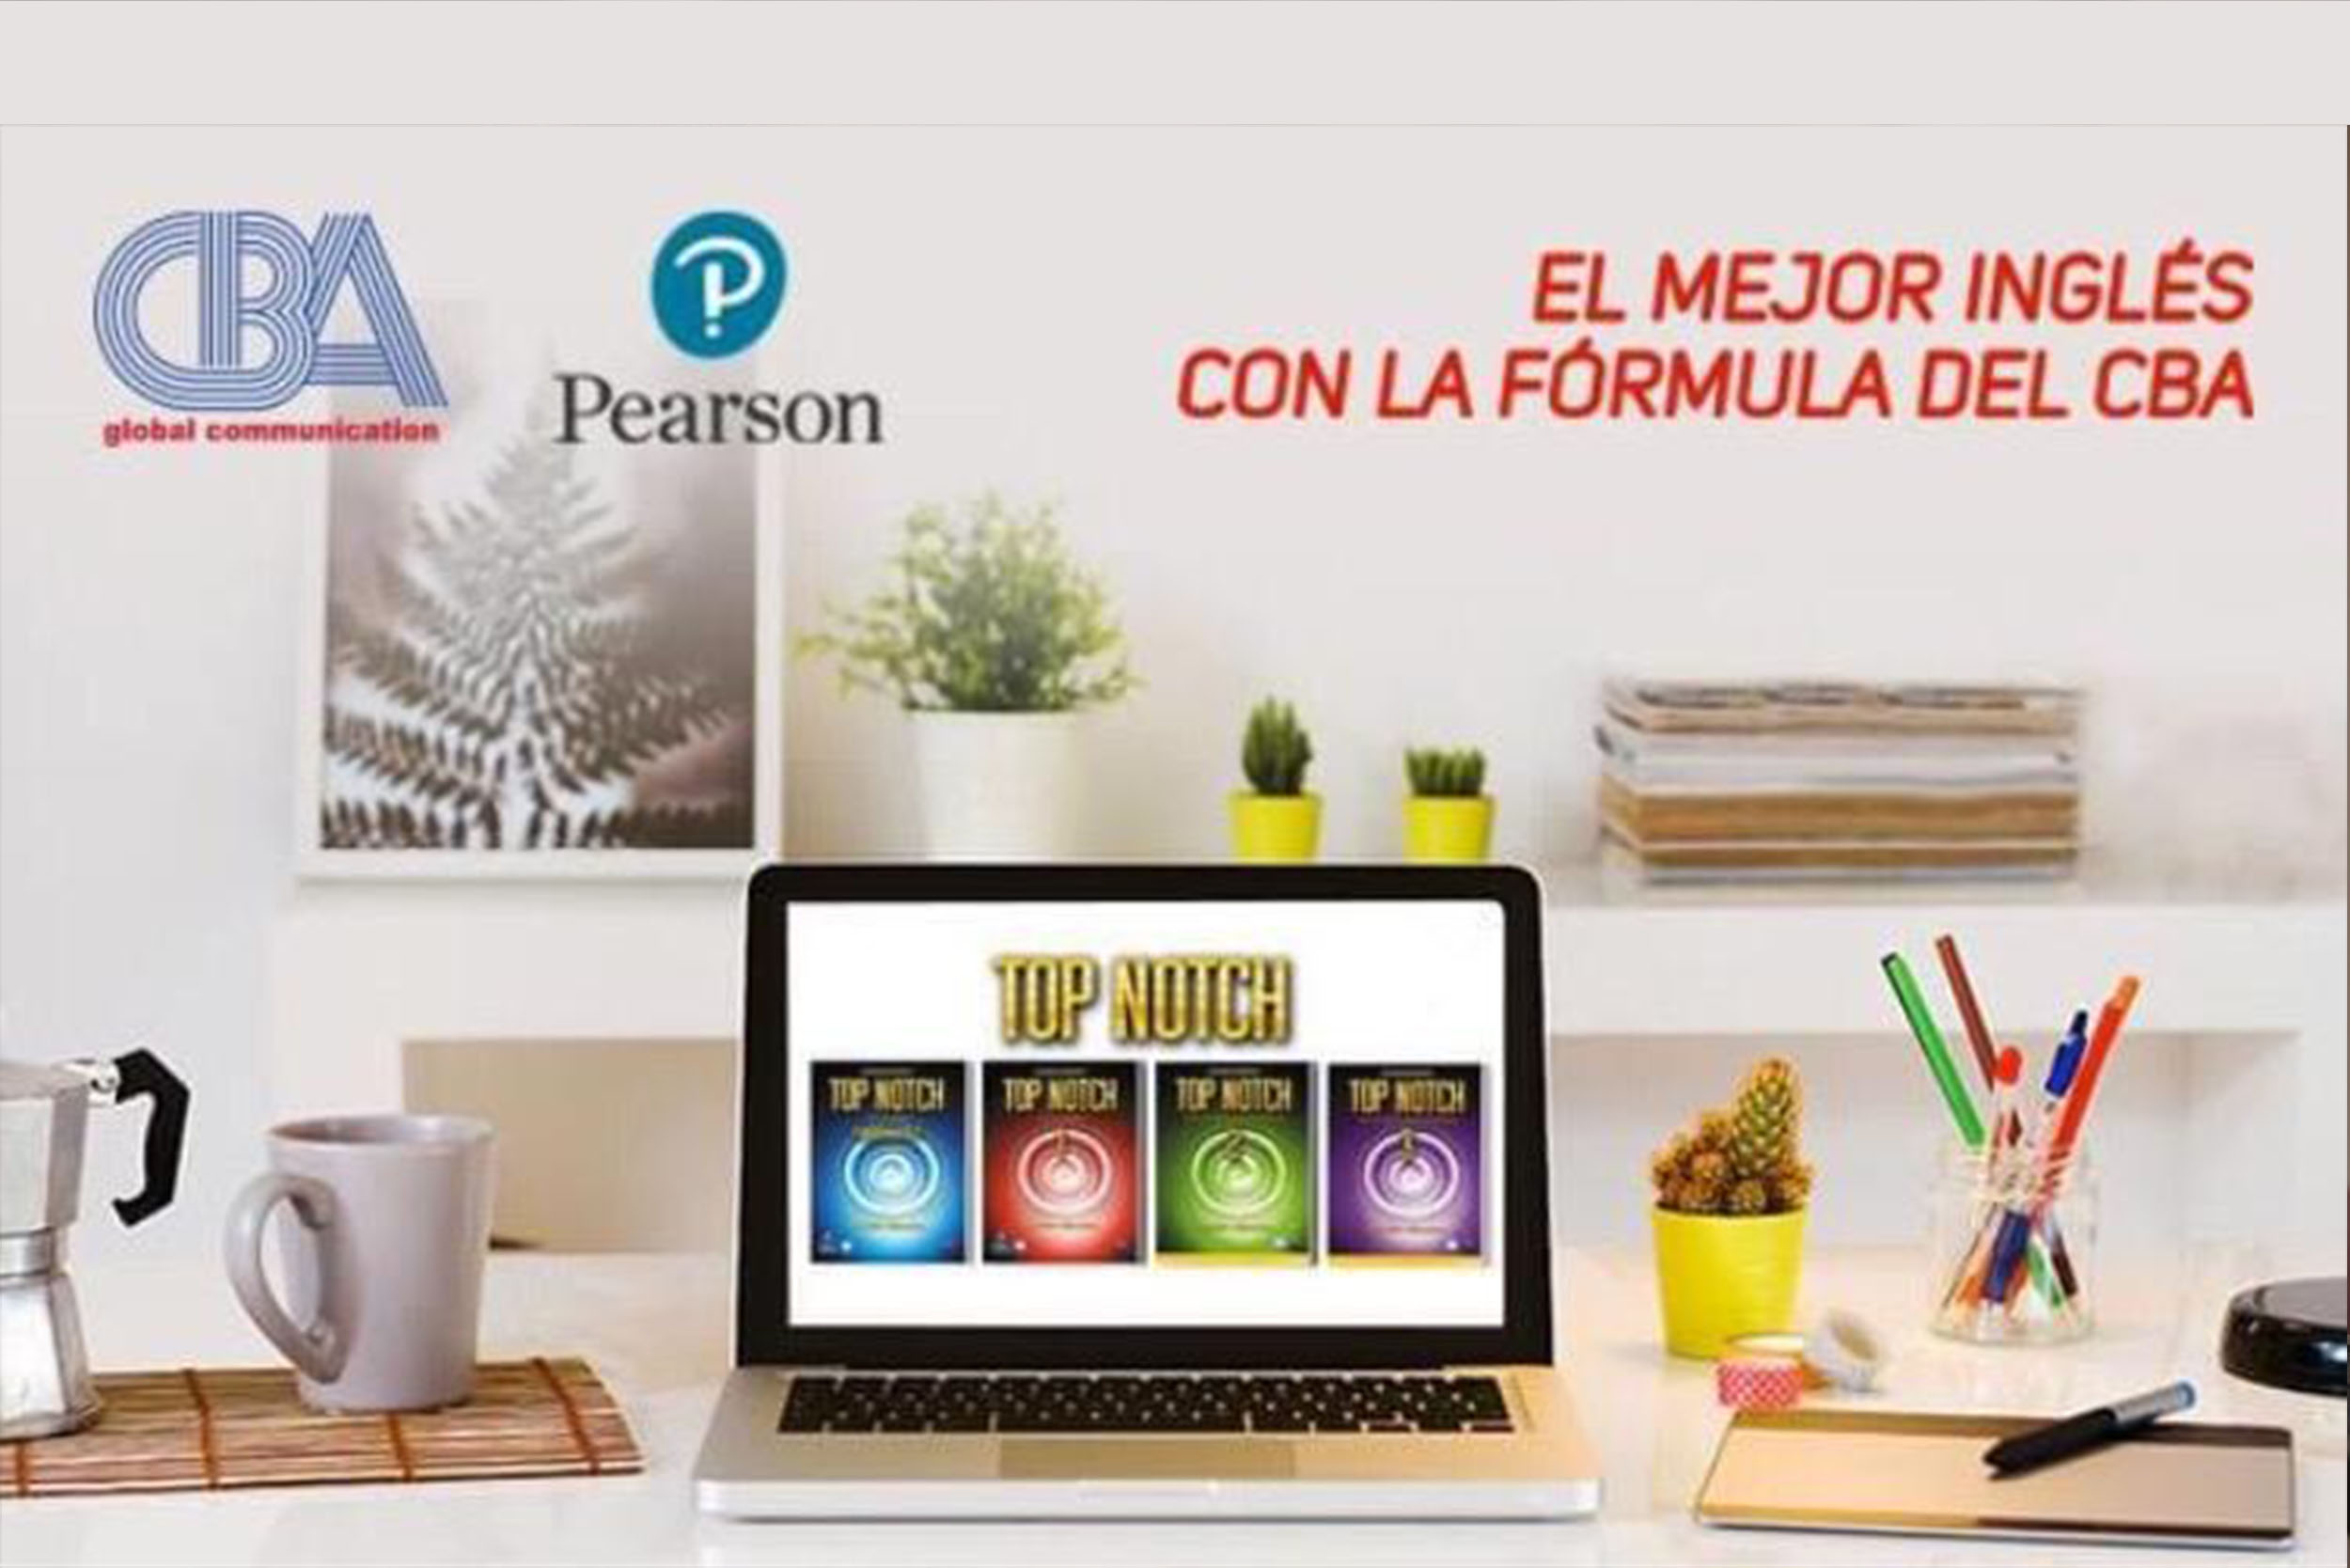 CBA
global communication
Pearson
EL MEJOR INGLÉS
CON LA FÓRMULA DEL CBA
TOP NOTCH
TOP NOTCH
TOP NOTCH
TOP NOTCH
TOP NOTCH